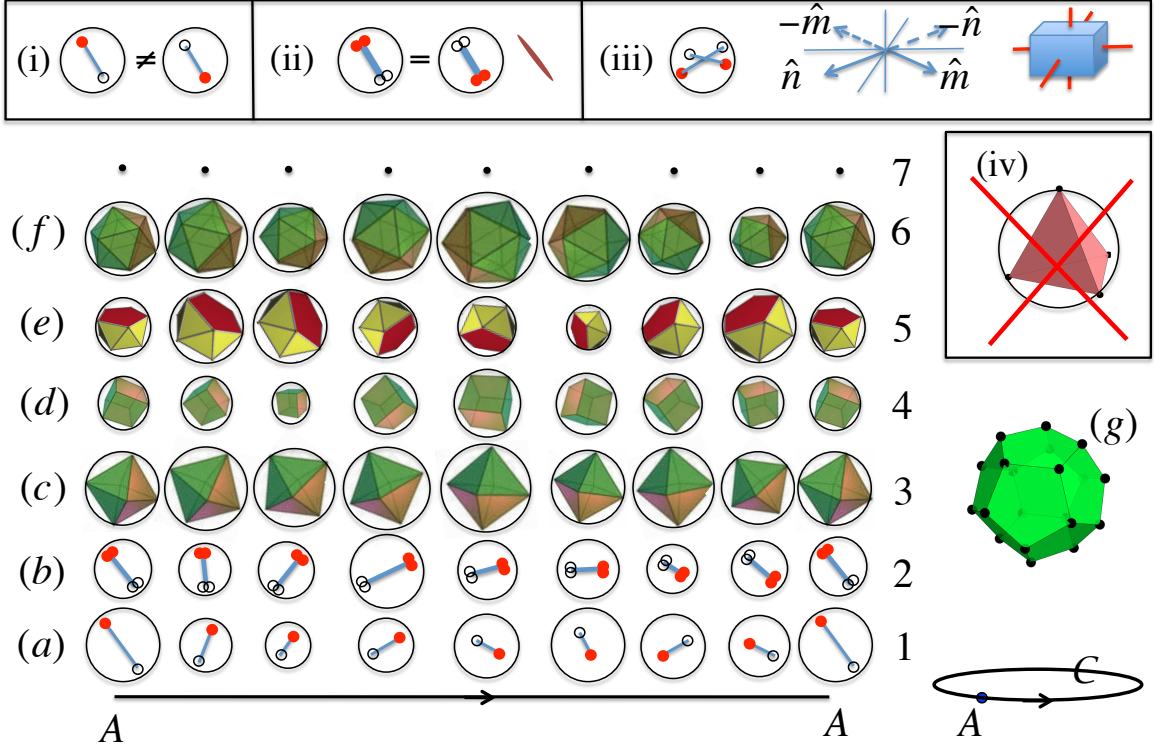 (i) ≠
(ii) =
(iii) −m̂ −n̂
n̂ m̂
(iv)
7
(f) 6
(e) 5
(d) 4
(c) 3
(g)
(b) 2
(a) 1
C
A A A